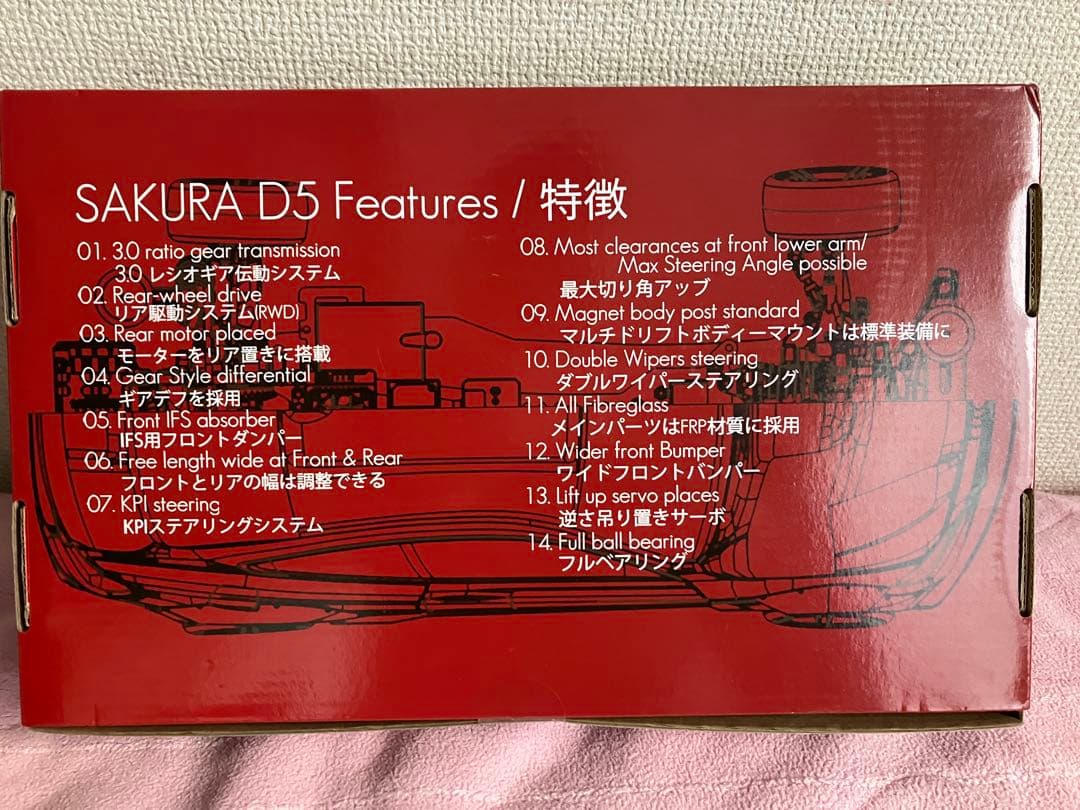 SAKURA D5 Features / 特徴
01. 3.0 ratio gear transmission
3.0 レシオギア伝動システム
02. Rear-wheel drive
リア駆動システム(RWD)
03. Rear motor placed
モーターをリア置きに搭載
04. Gear Style differential
ギアデフを採用
05. Front IFS absorber
IFS用フロントダンパー
06. Free length wide at Front & Rear
フロントとリアの幅は調整できる
07. KPI steering
KPIステアリングシステム
08. Most clearances at front lower arm/
Max Steering Angle possible
最大切り角アップ
09. Magnet body post standard
マルチドリフトボディーマウントは標準装備に
10. Double Wipers steering
ダブルワイパーステアリング
11. All Fibreglass
メインパーツはFRP材質に採用
12. Wider front Bumper
ワイドフロントバンパー
13. Lift up servo places
逆さ吊り置きサーボ
14. Full ball bearing
フルベアリング